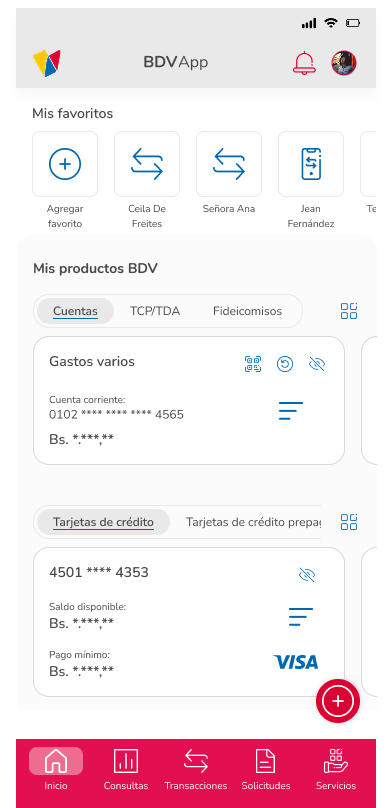 BDVApp
Mis favoritos
Agregar
favorito
Ceila De
Freites
Señora Ana
Jean
Fernández
Te
Mis productos BDV
Cuentas TCP/TDA Fideicomisos
Gastos varios
Cuenta corriente:
0102 **** **** **** 4565
Bs. *.***,**
Tarjetas de crédito Tarjetas de crédito prepag
4501 **** 4353
Saldo disponible:
Bs. *.***,**
Pago mínimo:
Bs. *.***,**
VISA
Inicio Consultas Transacciones Solicitudes Servicios